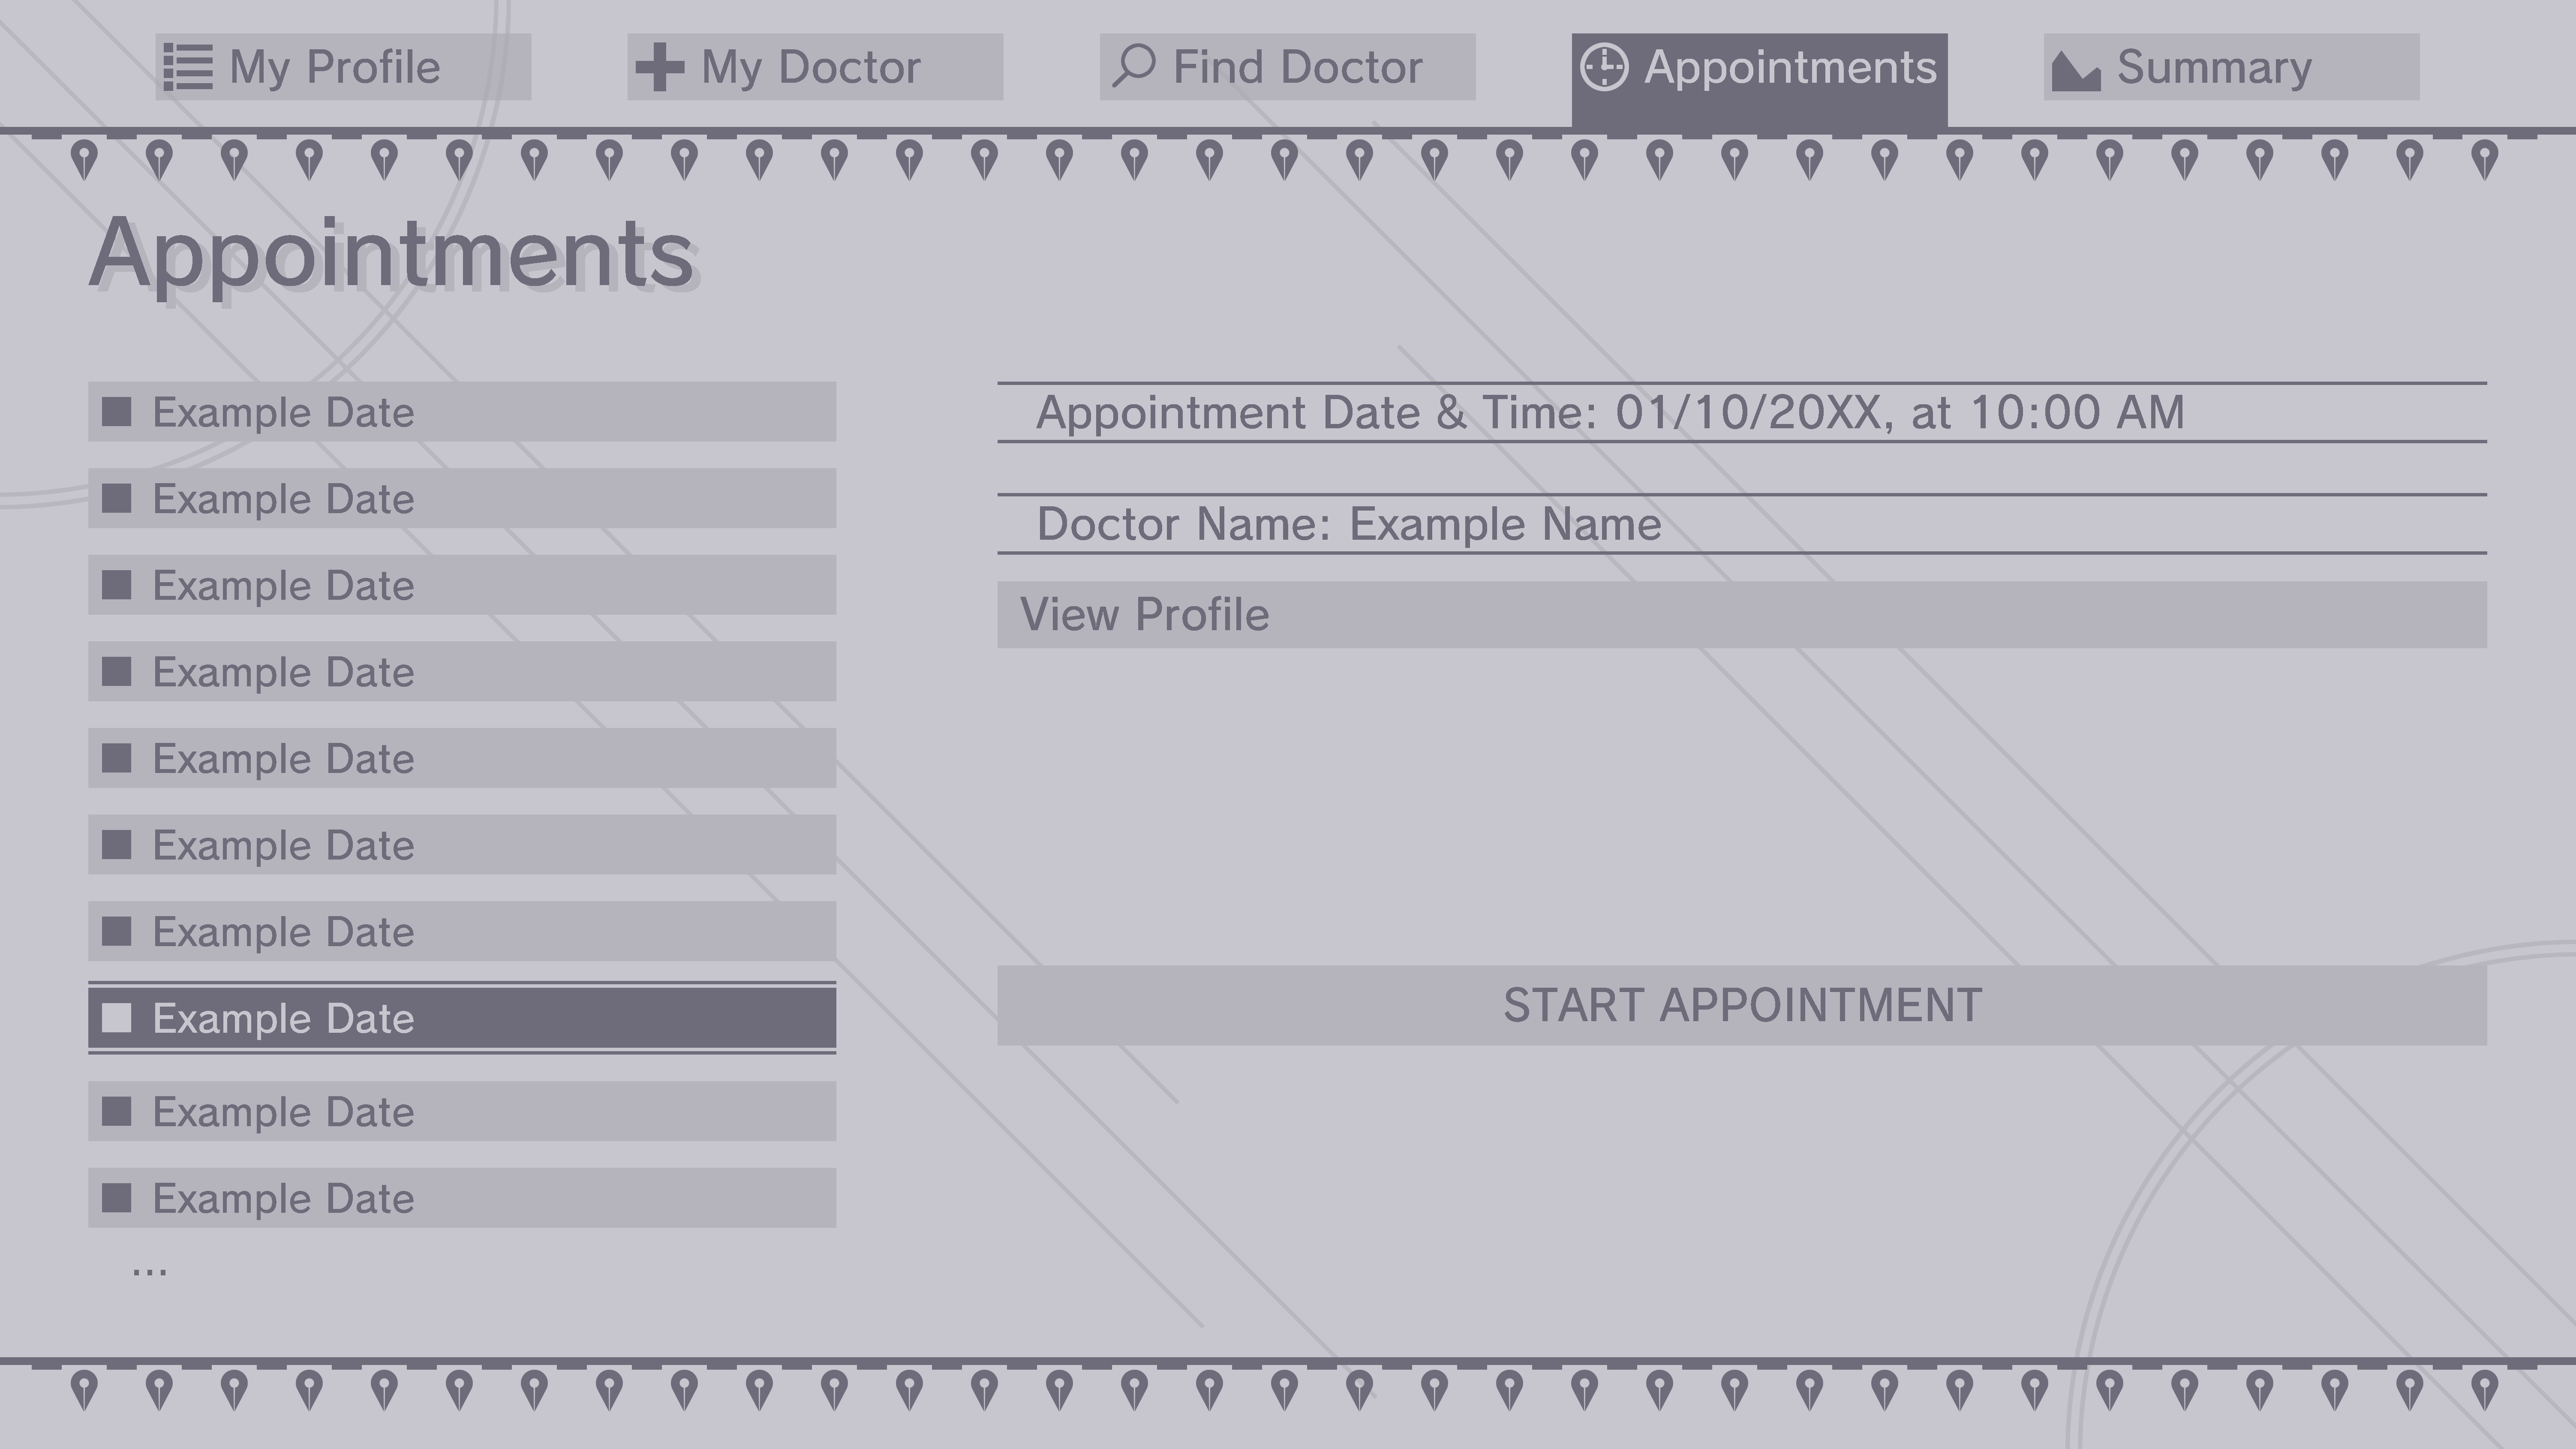 My Profile
My Doctor
Find Doctor
Appointments
Summary
Appointments
Example Date
Example Date
Example Date
Example Date
Example Date
Example Date
Example Date
Example Date
Example Date
Example Date
...
Appointment Date & Time: 01/10/20XX, at 10:00 AM
Doctor Name: Example Name
View Profile
START APPOINTMENT